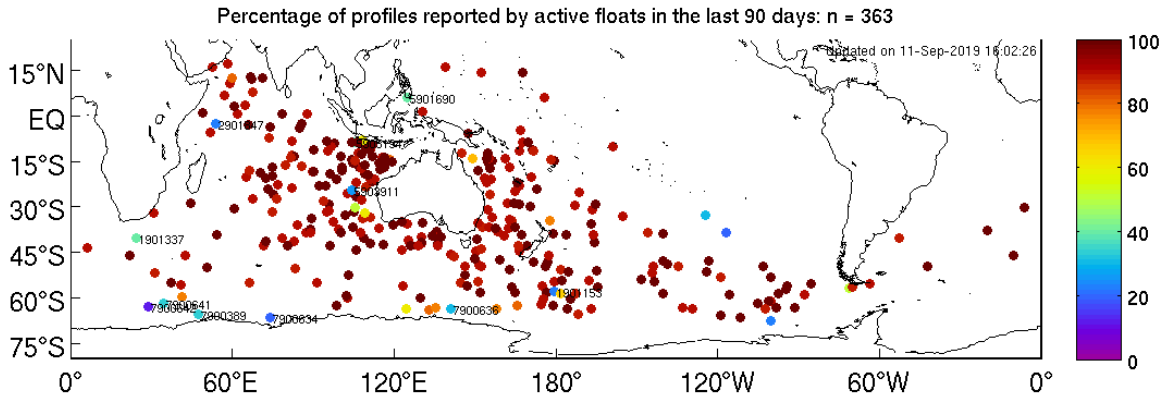 Percentage of profiles reported by active floats in the last 90 days: n = 363
Updated on 11-Sep-2019 16:02:26
15°N
EQ
15°S
30°S
45°S
60°S
75°S
0°
60°E
120°E
180°
120°W
60°W
0°
100
80
60
40
20
0
5901690
5903911
1901337
1901153
7900641
7900642
7900389
7900634
7900636